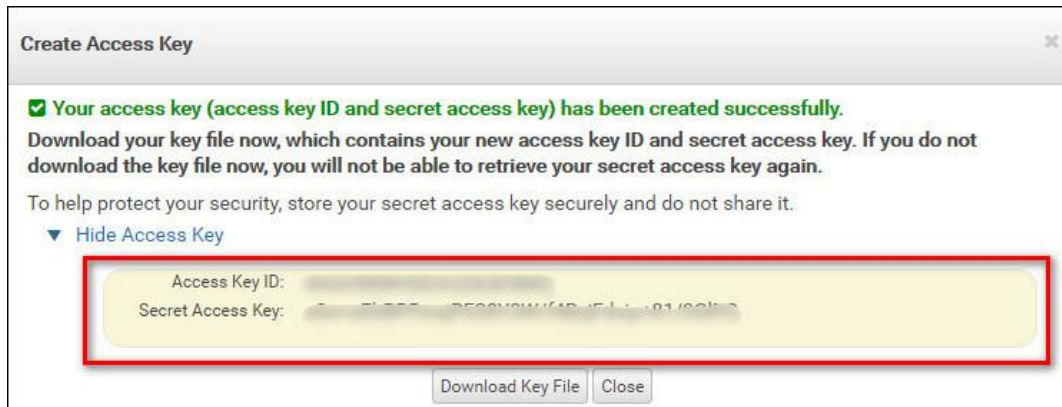 Create Access Key
Your access key (access key ID and secret access key) has been created successfully.
Download your key file now, which contains your new access key ID and secret access key. If you do not
download the key file now, you will not be able to retrieve your secret access key again.
To help protect your security, store your secret access key securely and do not share it.
Hide Access Key
Access Key ID:
Secret Access Key:
Download Key File Close